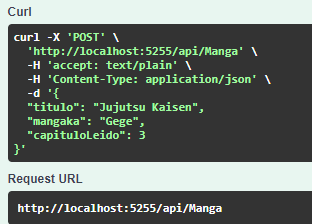 Curl
curl -X 'POST' \
'http://localhost:5255/api/Manga' \
-H 'accept: text/plain' \
-H 'Content-Type: application/json' \
-d '{
"titulo": "Jujutsu Kaisen",
"mangaka": "Gege",
"capituloLeido": 3
}'
Request URL
http://localhost:5255/api/Manga